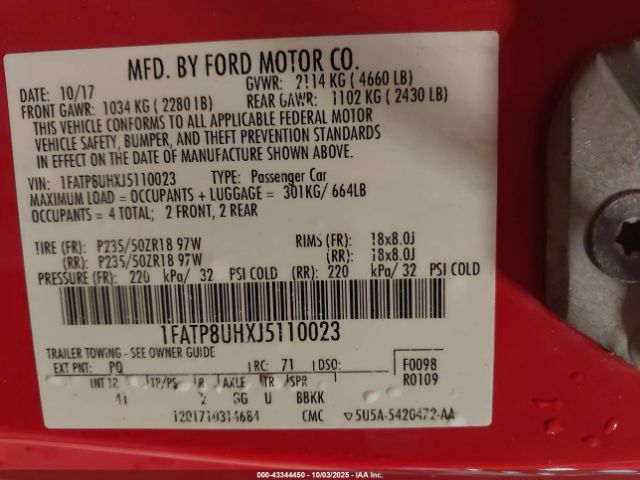 MFD. BY FORD MOTOR CO.
DATE: 10/17 GVWR: 2114 KG ( 4660 LB)
FRONT GAWR: 1034 KG ( 2280 LB) REAR GAWR: 1102 KG ( 2430 LB)
THIS VEHICLE CONFORMS TO ALL APPLICABLE FEDERAL MOTOR
VEHICLE SAFETY, BUMPER, AND THEFT PREVENTION STANDARDS
IN EFFECT ON THE DATE OF MANUFACTURE SHOWN ABOVE.
VIN: 1FATP8UHXJ5110023 TYPE: Passenger Car
MAXIMUM LOAD = OCCUPANTS + LUGGAGE = 301KG/ 664LB
OCCUPANTS = 4 TOTAL; 2 FRONT, 2 REAR
TIRE (FR): P235/50ZR18 97W RIMS (FR): 18x8.0J
(RR): P235/50ZR18 97W (RR): 18x8.0J
PRESSURE (FR): 220 kPa/ 32 PSI COLD (RR): 220 kPa/ 32 PSI COLD
1FATP8UHXJ5110023
TRAILER TOWING - SEE OWNER GUIDE
EXT PNT: PQ RC: 71 DSO: F0098
INT TR TP/PS R AXLE TR SPR R0109
41 2 GG U BBKK
CMC 5U5A-5420472-AA
© 43344450 - 10/03/2025 - IAA Inc.